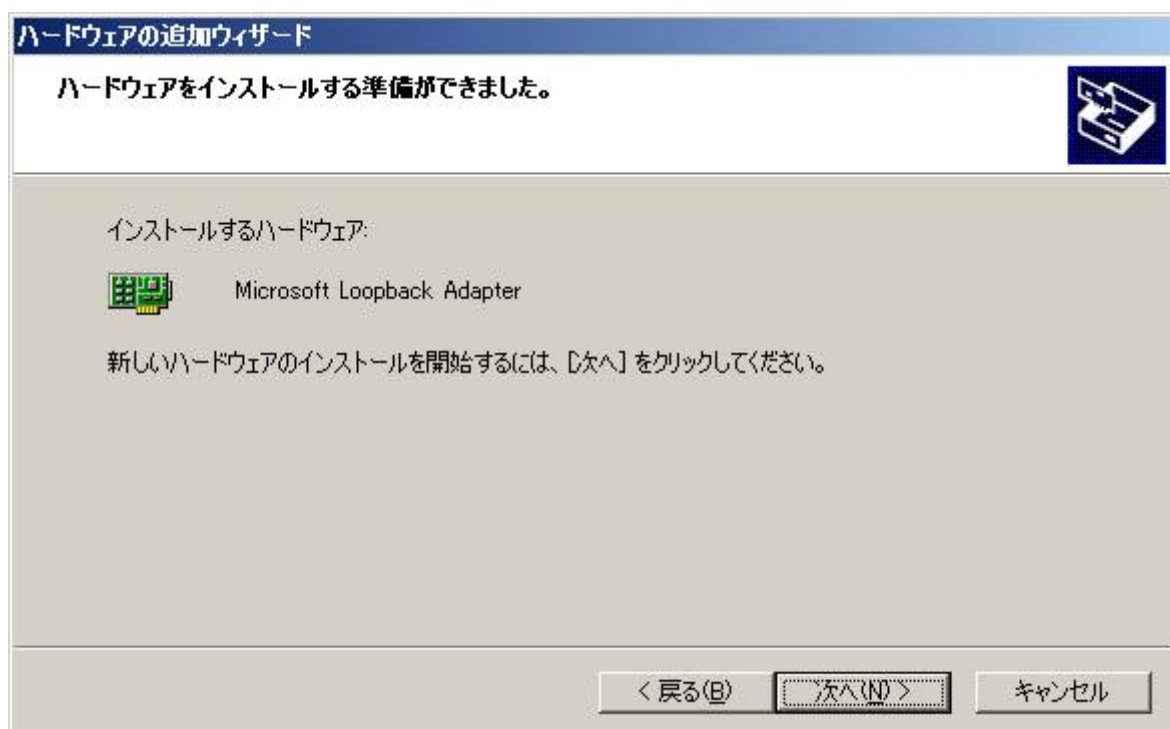 ハードウェアの追加ウィザード
ハードウェアをインストールする準備ができました。
インストールするハードウェア:
Microsoft Loopback Adapter
新しいハードウェアのインストールを開始するには、[次へ] をクリックしてください。
< 戻る(B)
次へ(N) >
キャンセル